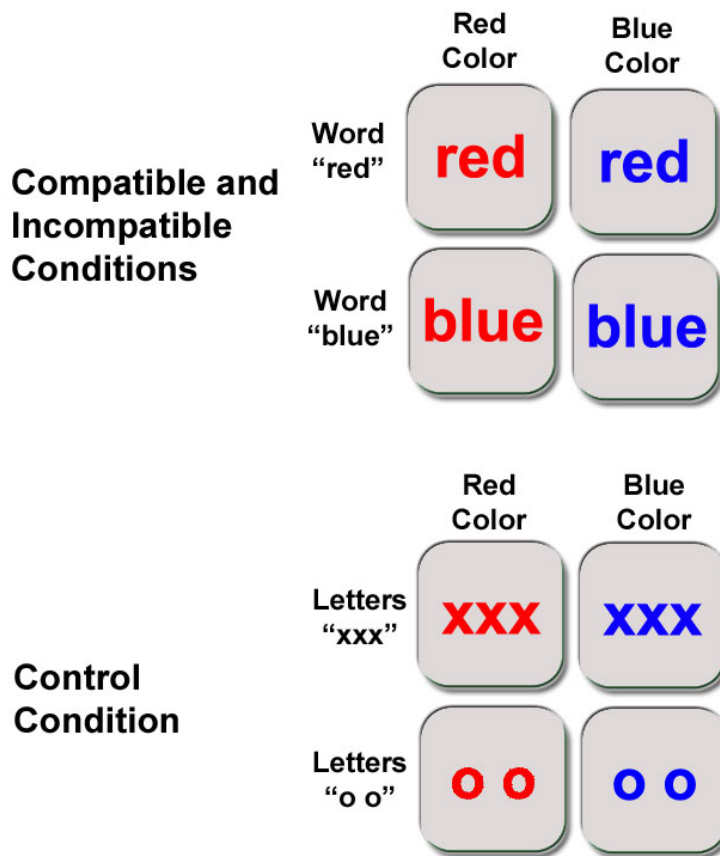 Red Color
Blue Color
Compatible and Incompatible Conditions
Word “red”
red
red
Word “blue”
blue
blue
Red Color
Blue Color
Control Condition
Letters “xxx”
xxx
xxx
Letters “o o”
o o
o o